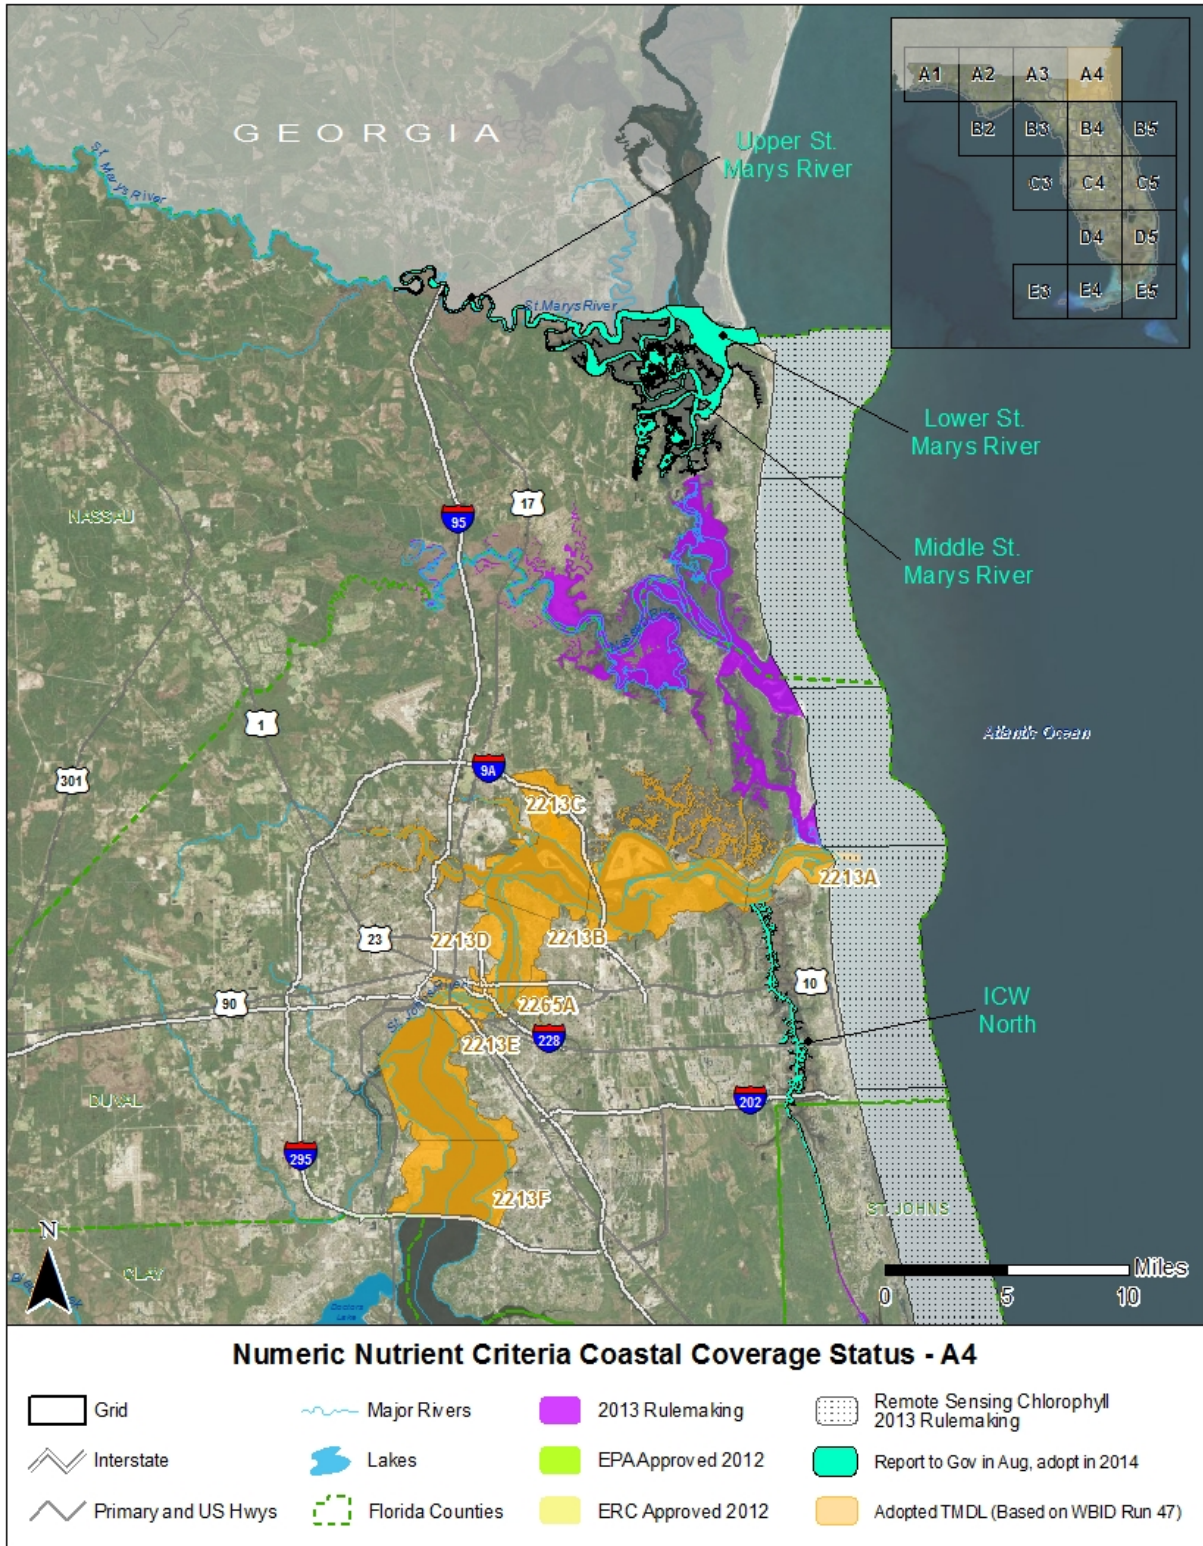 GEORGIA
St. Marys River
Upper St.
Marys River
A1 A2 A3 A4
B2 B3 B4 B5
C3 C4 C5
D4 D5
E3 E4 E5
St Marys River
Lower St.
Marys River
Middle St.
Marys River
NASSAU
95
17
1
301
9A
Atlantic Ocean
2213C
2213A
2213D
2213B
23
90
2265A
2213E
228
10
ICW
North
202
DUVAL
295
2213F
ST. JOHNS
N
CLAY
Doctors
Lake
Miles
0 5 10
Numeric Nutrient Criteria Coastal Coverage Status - A4
Grid
Major Rivers
2013 Rulemaking
Remote Sensing Chlorophyll
2013 Rulemaking
Interstate
Lakes
EPA Approved 2012
Report to Gov in Aug, adopt in 2014
Primary and US Hwys
Florida Counties
ERC Approved 2012
Adopted TMDL (Based on WBID Run 47)